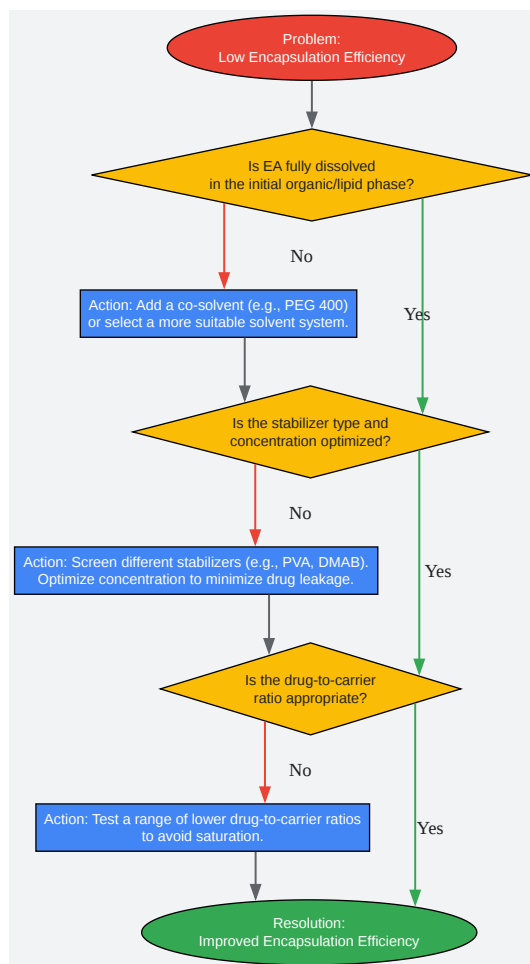 Problem:
Low Encapsulation Efficiency
Is EA fully dissolved
in the initial organic/lipid phase?
No
Action: Add a co-solvent (e.g., PEG 400)
or select a more suitable solvent system.
Yes
Is the stabilizer type and
concentration optimized?
No
Action: Screen different stabilizers (e.g., PVA, DMAB).
Optimize concentration to minimize drug leakage.
Yes
Is the drug-to-carrier
ratio appropriate?
No
Action: Test a range of lower drug-to-carrier ratios
to avoid saturation.
Yes
Resolution:
Improved Encapsulation Efficiency